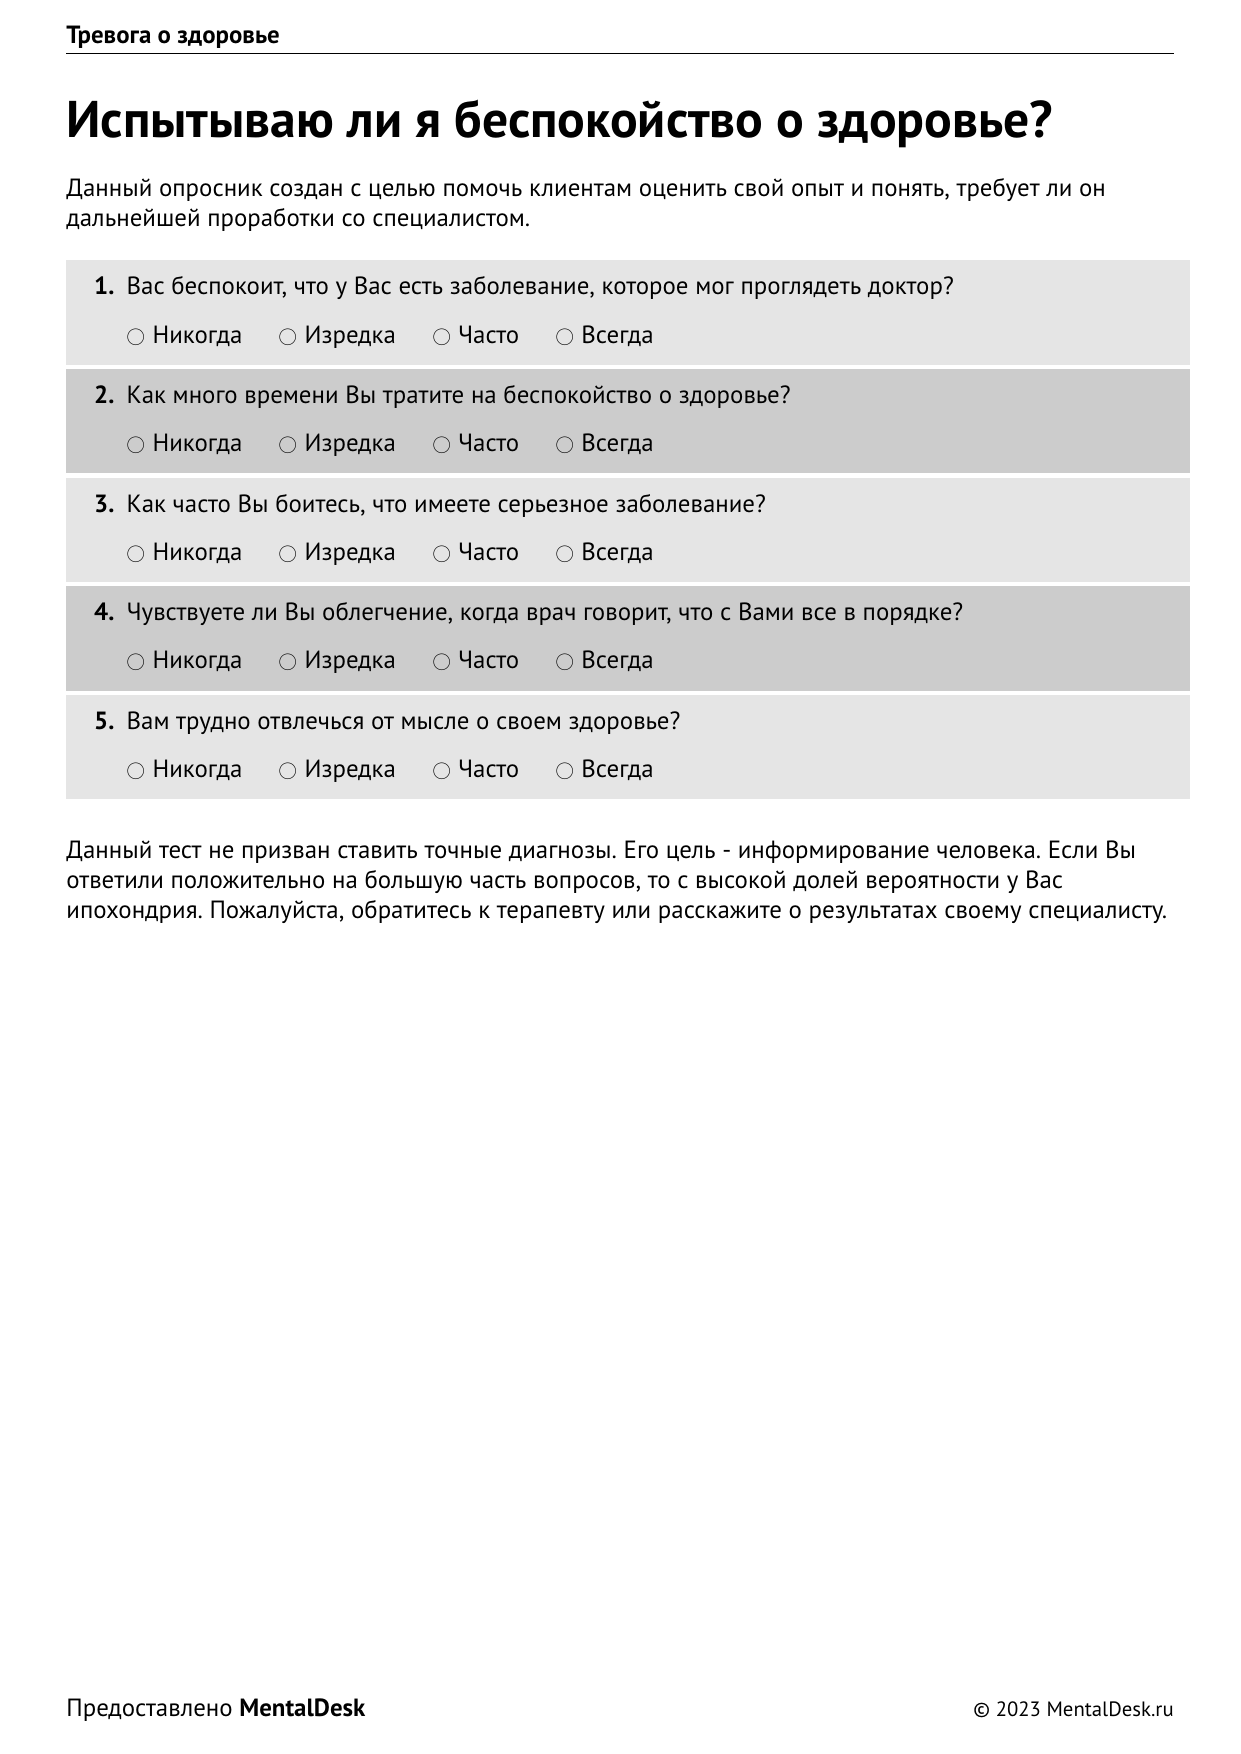 Тревога о здоровье
Испытываю ли я беспокойство о здоровье?
Данный опросник создан с целью помочь клиентам оценить свой опыт и понять, требует ли он
дальнейшей проработки со специалистом.
1. Вас беспокоит, что у Вас есть заболевание, которое мог проглядеть доктор?
○ Никогда ○ Изредка ○ Часто ○ Всегда
2. Как много времени Вы тратите на беспокойство о здоровье?
○ Никогда ○ Изредка ○ Часто ○ Всегда
3. Как часто Вы боитесь, что имеете серьезное заболевание?
○ Никогда ○ Изредка ○ Часто ○ Всегда
4. Чувствуете ли Вы облегчение, когда врач говорит, что с Вами все в порядке?
○ Никогда ○ Изредка ○ Часто ○ Всегда
5. Вам трудно отвлечься от мысле о своем здоровье?
○ Никогда ○ Изредка ○ Часто ○ Всегда
Данный тест не призван ставить точные диагнозы. Его цель - информирование человека. Если Вы
ответили положительно на большую часть вопросов, то с высокой долей вероятности у Вас
ипохондрия. Пожалуйста, обратитесь к терапевту или расскажите о результатах своему специалисту.
Предоставлено MentalDesk
© 2023 MentalDesk.ru